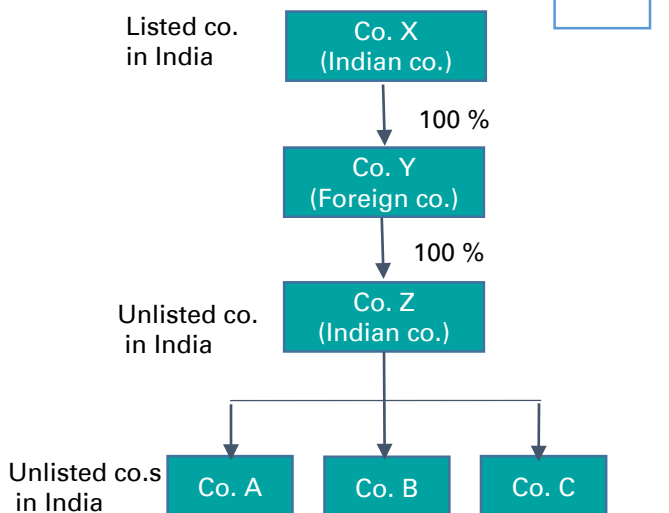 Listed co.
in India
Co. X
(Indian co.)
100 %
Co. Y
(Foreign co.)
100 %
Unlisted co.
in India
Co. Z
(Indian co.)
Unlisted co.s
in India
Co. A
Co. B
Co. C